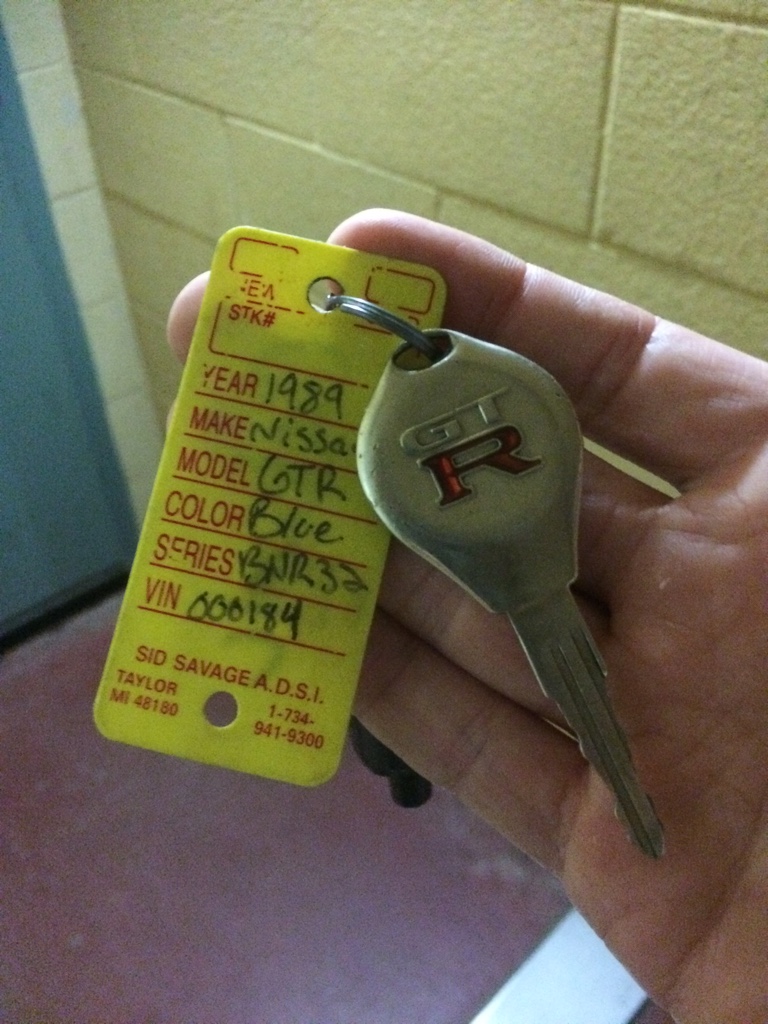 STK#
YEAR 1989
MAKE Nissa
MODEL GTR
COLOR Blue
SERIES BNR32
VIN 000184
SID SAVAGE A.D.S.I.
TAYLOR
MI 48180
1-734-
941-9300
GT
R